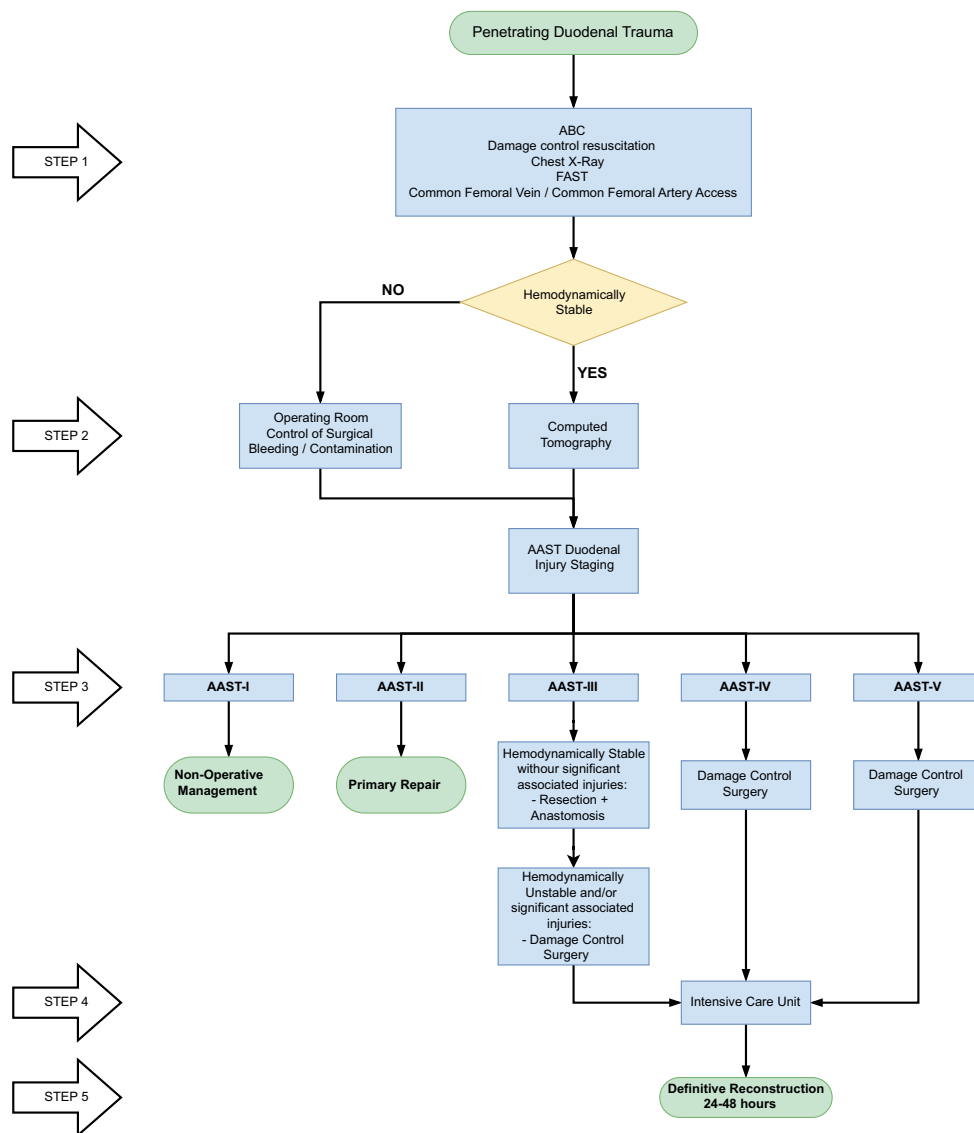 Penetrating Duodenal Trauma
STEP 1
ABC
Damage control resuscitation
Chest X-Ray
FAST
Common Femoral Vein / Common Femoral Artery Access
Hemodynamically
Stable
NO
YES
STEP 2
Operating Room
Control of Surgical
Bleeding / Contamination
Computed
Tomography
AAST Duodenal
Injury Staging
STEP 3
AAST-I
AAST-II
AAST-III
AAST-IV
AAST-V
Non-Operative
Management
Primary Repair
Hemodynamically Stable
withour significant
associated injuries:
- Resection +
Anastomosis
Damage Control
Surgery
Damage Control
Surgery
Hemodynamically
Unstable and/or
significant associated
injuries:
- Damage Control
Surgery
STEP 4
Intensive Care Unit
STEP 5
Definitive Reconstruction
24-48 hours